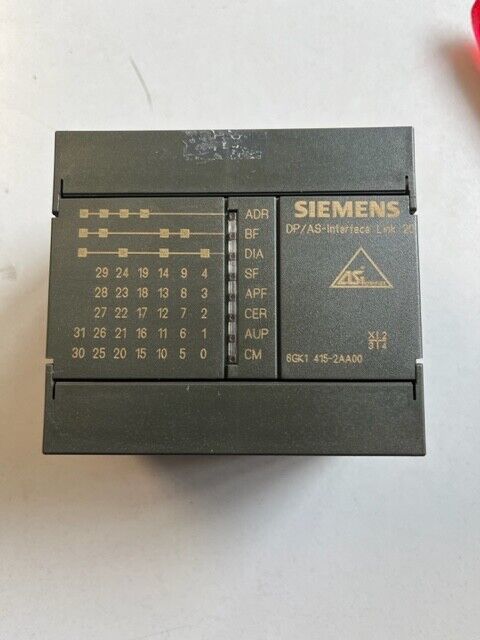 ADR
BF
DIA
29 24 19 14 9 4 SF
28 23 18 13 8 3 APF
27 22 17 12 7 2 CER
31 26 21 16 11 6 1 AUP
30 25 20 15 10 5 0 CM
SIEMENS
DP/AS-Interface Link 20
6GK1 415-2AA00
X 1 2
3 T 4